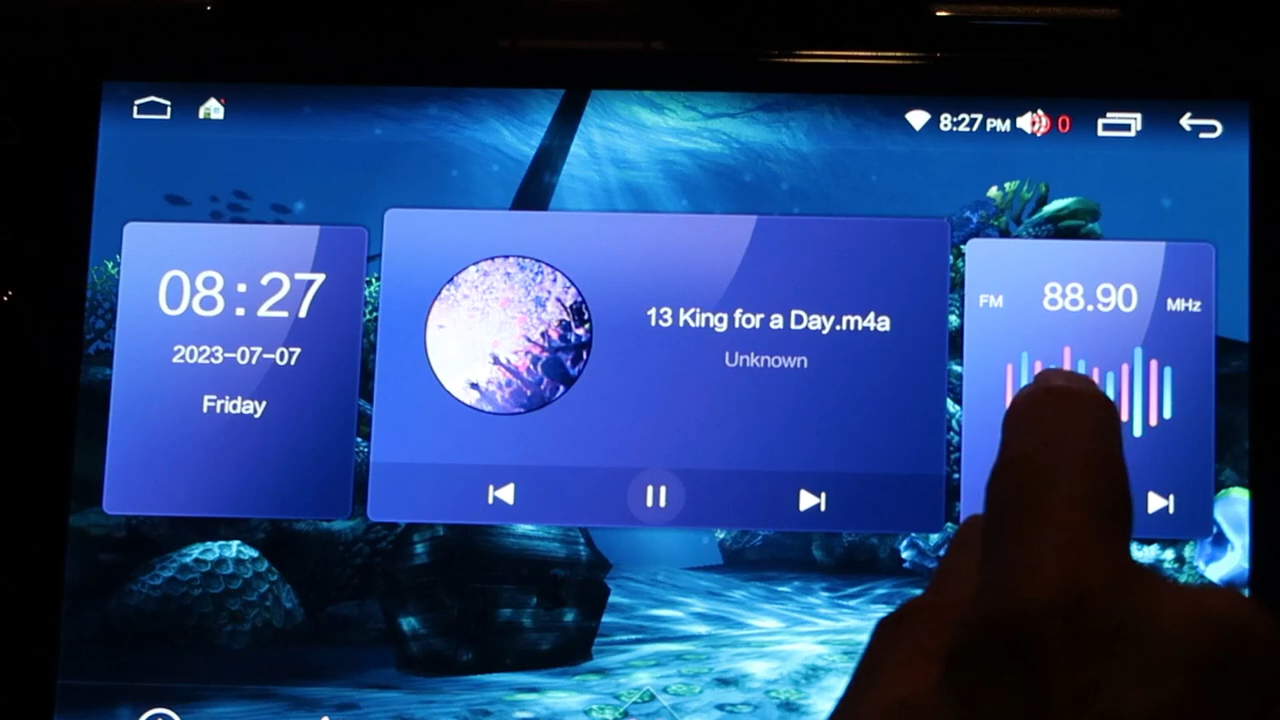 8:27 PM 0
08:27
2023-07-07
Friday
13 King for a Day.m4a
Unknown
FM 88.90 MHz